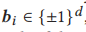 b_i ∈ {±1}^d,